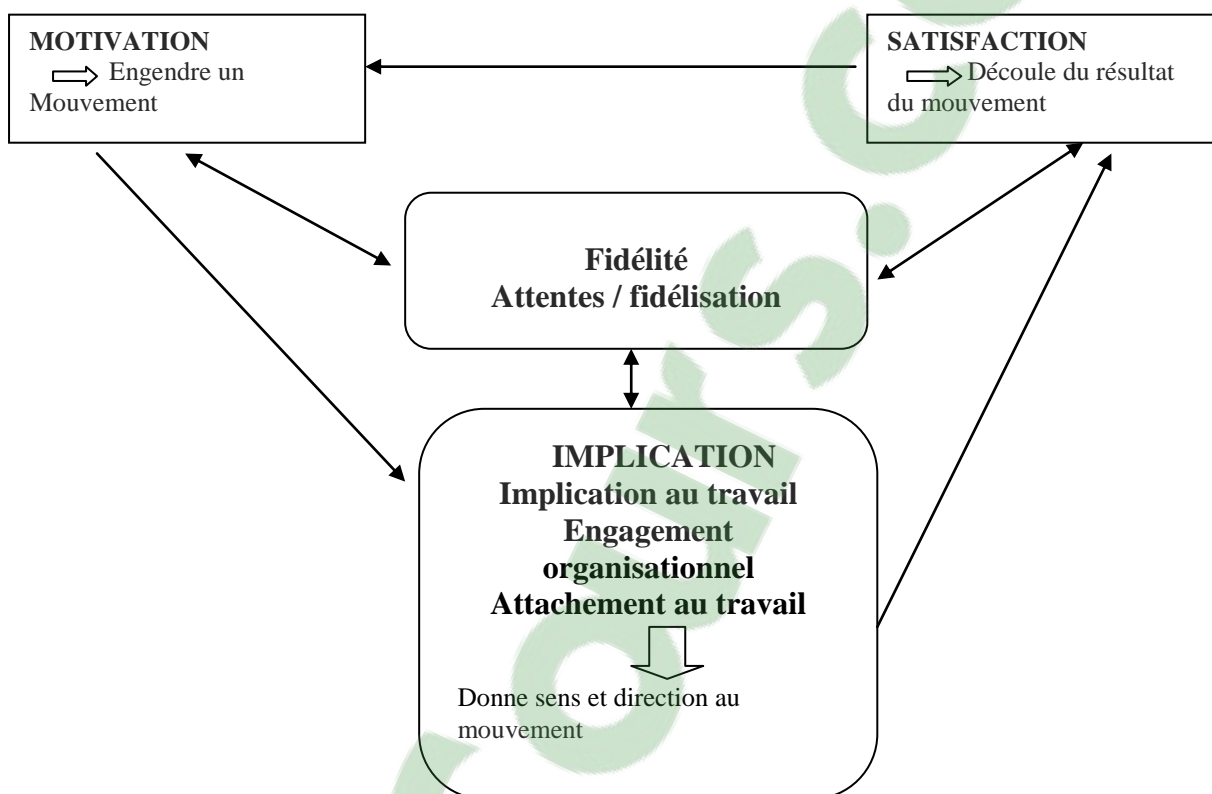 MOTIVATION
Engendre un
Mouvement
SATISFACTION
Découle du résultat
du mouvement
Fidélité
Attentes / fidélisation
IMPLICATION
Implication au travail
Engagement
organisationnel
Attachement au travail
Donne sens et direction au
mouvement